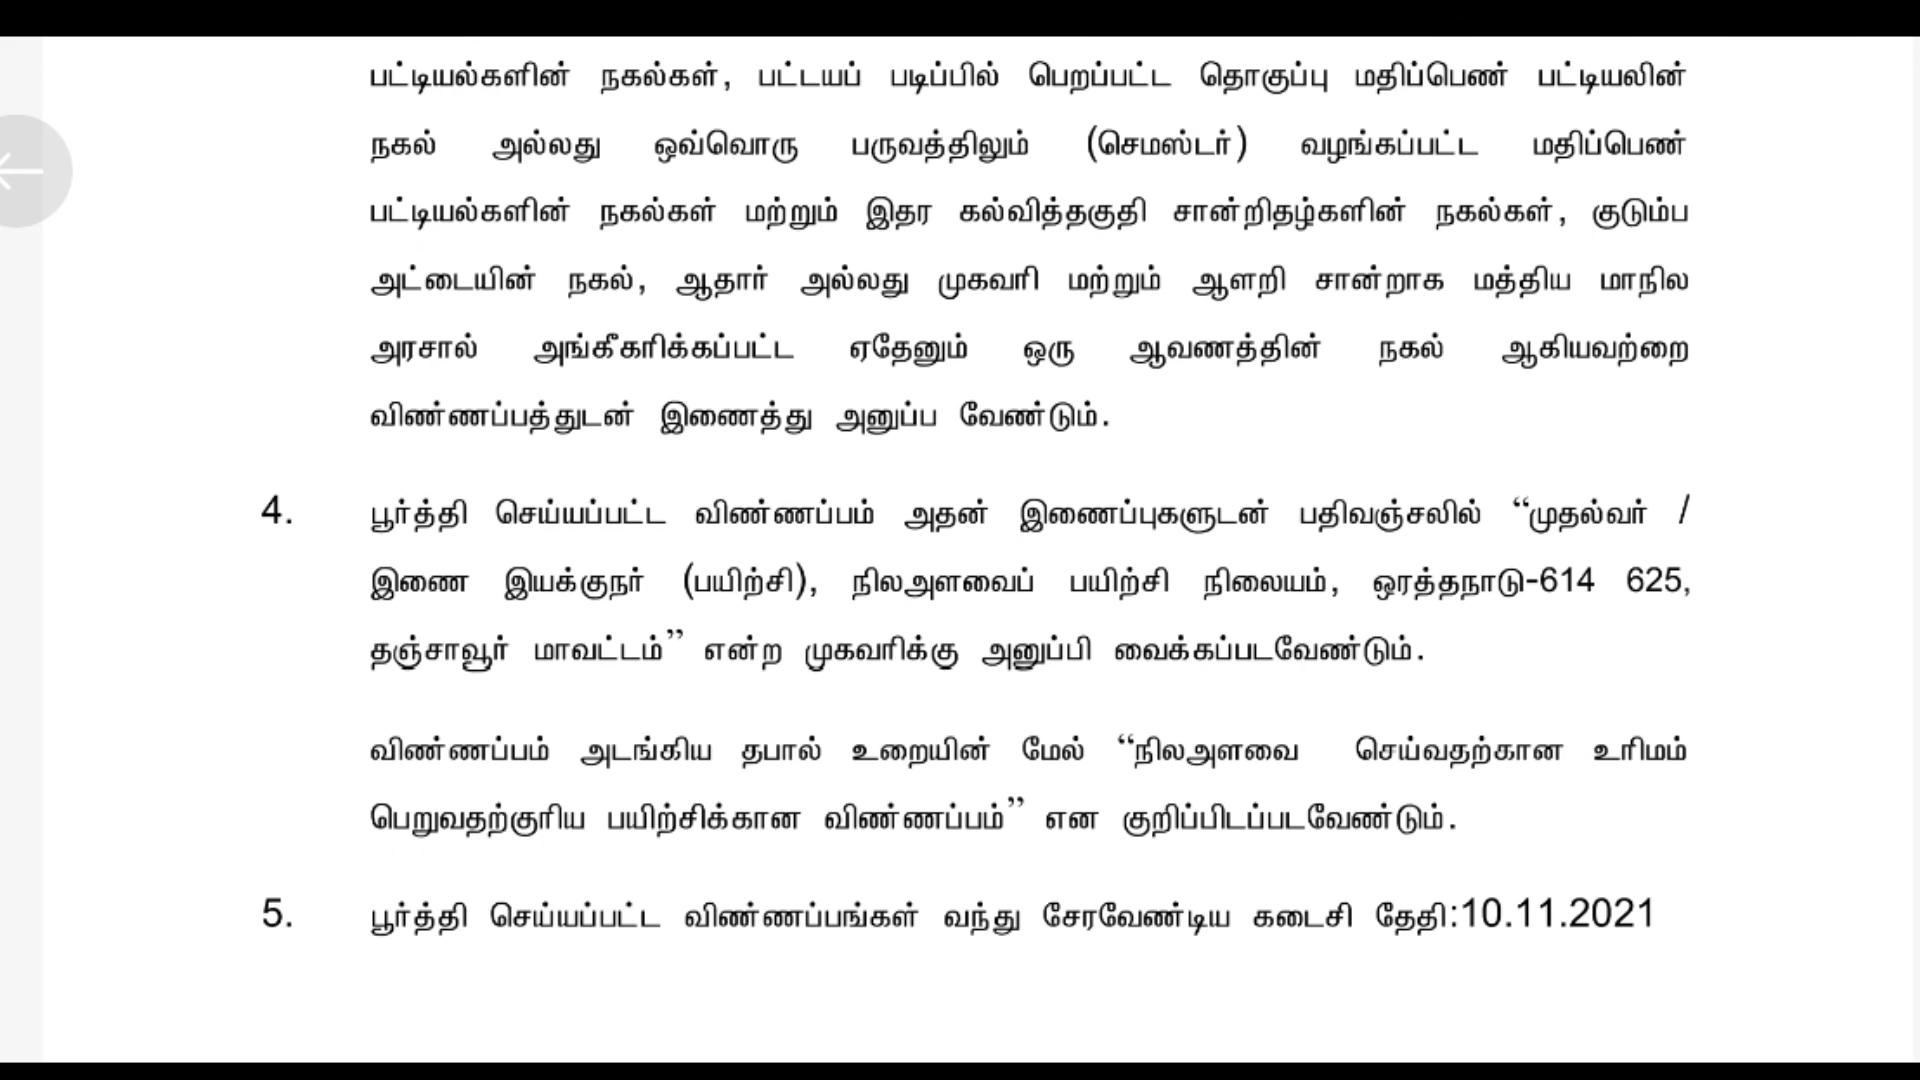 பட்டியல்களின் நகல்கள், பட்டயப் படிப்பில் பெறப்பட்ட தொகுப்பு மதிப்பெண் பட்டியலின்
நகல் அல்லது ஒவ்வொரு பருவத்திலும் (செமஸ்டர்) வழங்கப்பட்ட மதிப்பெண்
பட்டியல்களின் நகல்கள் மற்றும் இதர கல்வித்தகுதி சான்றிதழ்களின் நகல்கள், குடும்ப
அட்டையின் நகல், ஆதார் அல்லது முகவரி மற்றும் ஆளறி சான்றாக மத்திய மாநில
அரசால் அங்கீகரிக்கப்பட்ட ஏதேனும் ஒரு ஆவணத்தின் நகல் ஆகியவற்றை
விண்ணப்பத்துடன் இணைத்து அனுப்ப வேண்டும்.
4. பூர்த்தி செய்யப்பட்ட விண்ணப்பம் அதன் இணைப்புகளுடன் பதிவஞ்சலில் “முதல்வர் /
இணை இயக்குநர் (பயிற்சி), நிலஅளவைப் பயிற்சி நிலையம், ஒரத்தநாடு-614 625,
தஞ்சாவூர் மாவட்டம்” என்ற முகவரிக்கு அனுப்பி வைக்கப்படவேண்டும்.
விண்ணப்பம் அடங்கிய தபால் உறையின் மேல் “நிலஅளவை செய்வதற்கான உரிமம்
பெறுவதற்குரிய பயிற்சிக்கான விண்ணப்பம்” என குறிப்பிடப்படவேண்டும்.
5. பூர்த்தி செய்யப்பட்ட விண்ணப்பங்கள் வந்து சேரவேண்டிய கடைசி தேதி:10.11.2021